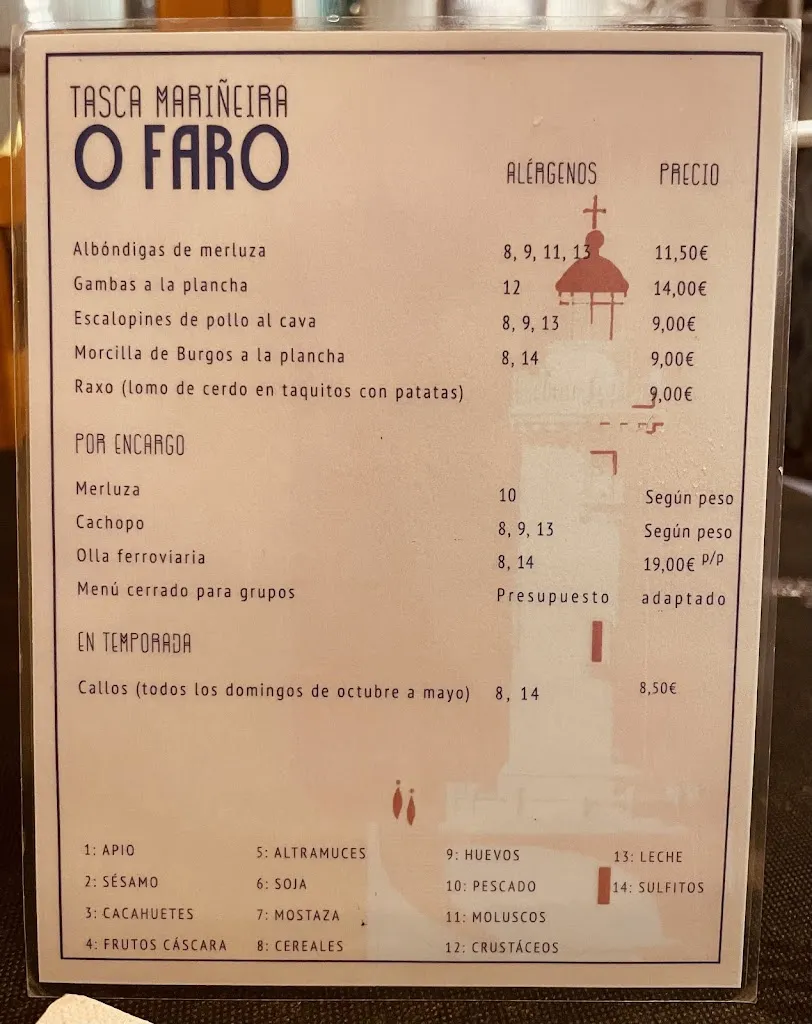 TASCA MARIÑEIRA
O FARO
ALÉRGENOS PRECIO
Albóndigas de merluza 8, 9, 11, 13 11,50€
Gambas a la plancha 12 14,00€
Escalopines de pollo al cava 8, 9, 13 9,00€
Morcilla de Burgos a la plancha 8, 14 9,00€
Raxo (lomo de cerdo en taquitos con patatas) 9,00€
POR ENCARGO
Merluza 10 Según peso
Cachopo 8, 9, 13 Según peso
Olla ferroviaria 8, 14 19,00€ p/p
Menú cerrado para grupos Presupuesto adaptado
EN TEMPORADA
Callos (todos los domingos de octubre a mayo) 8, 14 8,50€
1: APIO 5: ALTRAMUCES 9: HUEVOS 13: LECHE
2: SÉSAMO 6: SOJA 10: PESCADO 14: SULFITOS
3: CACAHUETES 7: MOSTAZA 11: MOLUSCOS
4: FRUTOS CÁSCARA 8: CEREALES 12: CRUSTÁCEOS